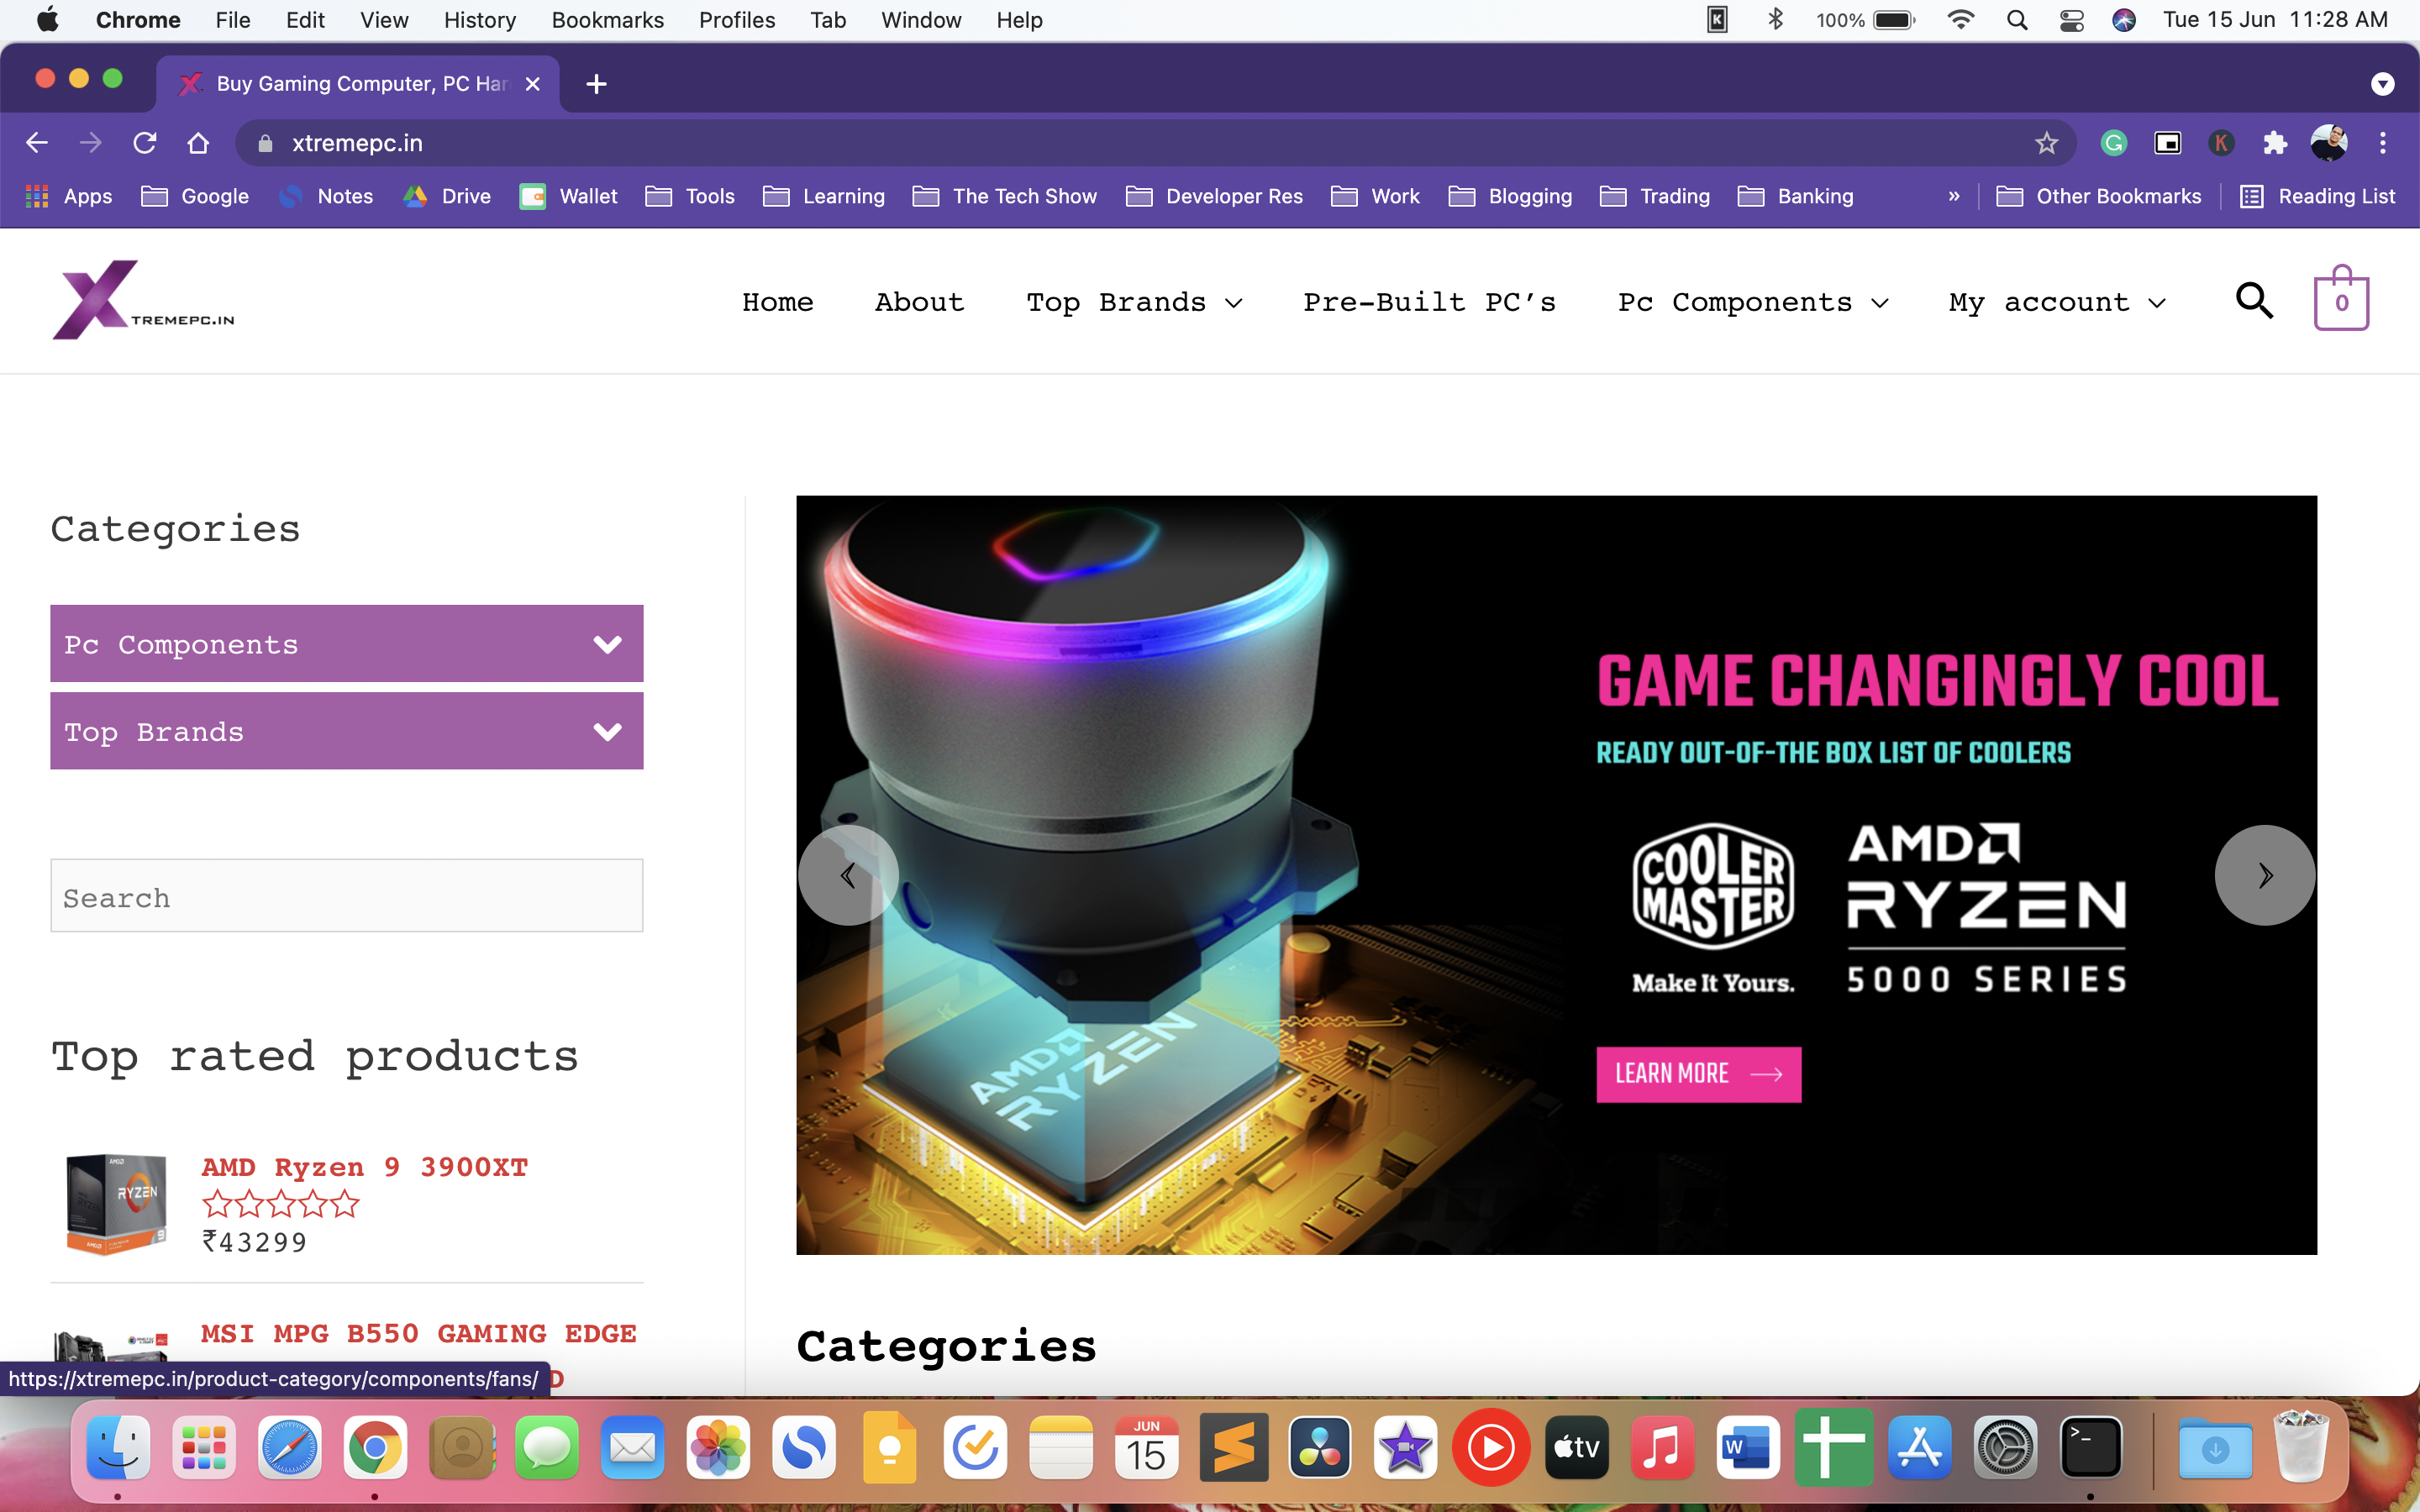 Chrome File Edit View History Bookmarks Profiles Tab Window Help 100% Tue 15 Jun 11:28 AM
Buy Gaming Computer, PC Har
xtremepc.in
Apps Google Notes Drive Wallet Tools Learning The Tech Show Developer Res Work Blogging Trading Banking » Other Bookmarks Reading List
XTREMEPC.IN
Home About Top Brands Pre-Built PC’s Pc Components My account 0
Categories
Pc Components
Top Brands
Search
Top rated products
AMD Ryzen 9 3900XT
₹43299
MSI MPG B550 GAMING EDGE
D
https://xtremepc.in/product-category/components/fans/
GAME CHANGINGLY COOL
READY OUT-OF-THE BOX LIST OF COOLERS
COOLER MASTER
Make It Yours.
AMD
RYZEN
5000 SERIES
LEARN MORE
AMD
RYZEN
AMD
RYZEN
9
Categories
JUN
15
tv
W
>_